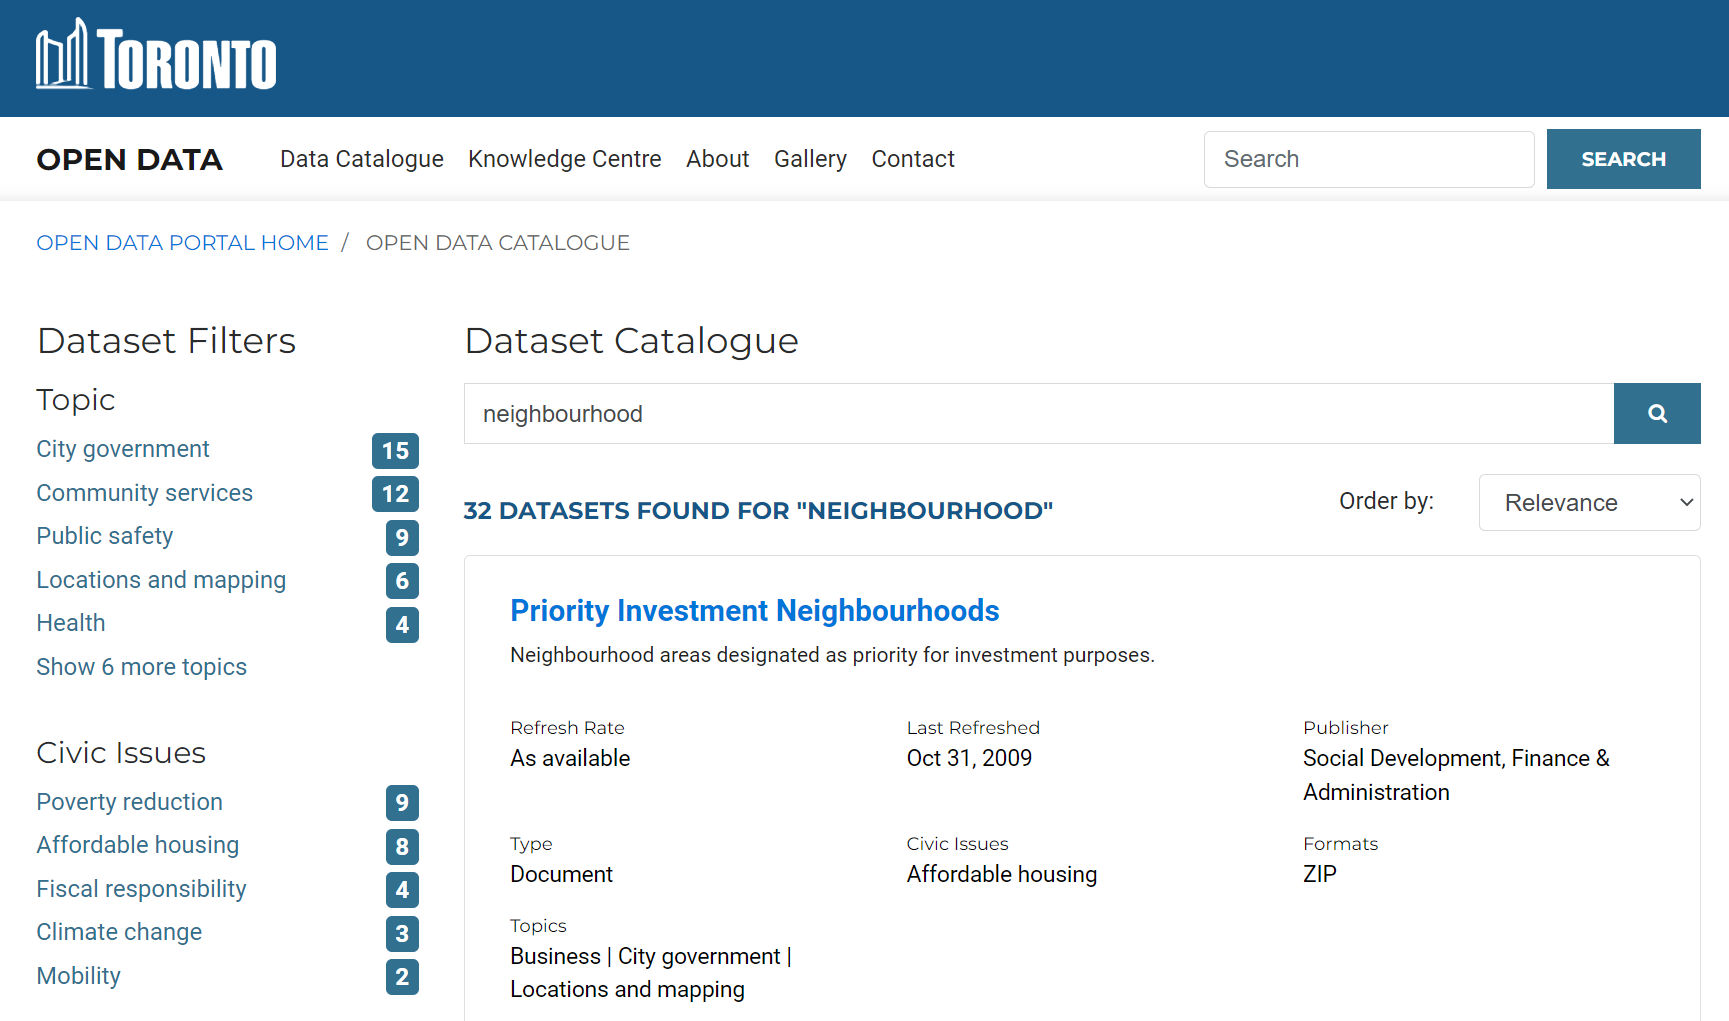 TORONTO
OPEN DATA
Data Catalogue
Knowledge Centre
About
Gallery
Contact
Search
SEARCH
OPEN DATA PORTAL HOME / OPEN DATA CATALOGUE
Dataset Filters
Topic
City government 15
Community services 12
Public safety 9
Locations and mapping 6
Health 4
Show 6 more topics
Civic Issues
Poverty reduction 9
Affordable housing 8
Fiscal responsibility 4
Climate change 3
Mobility 2
Dataset Catalogue
neighbourhood
32 DATASETS FOUND FOR "NEIGHBOURHOOD"
Order by: Relevance
Priority Investment Neighbourhoods
Neighbourhood areas designated as priority for investment purposes.
Refresh Rate
As available
Last Refreshed
Oct 31, 2009
Publisher
Social Development, Finance &
Administration
Type
Document
Civic Issues
Affordable housing
Formats
ZIP
Topics
Business | City government |
Locations and mapping